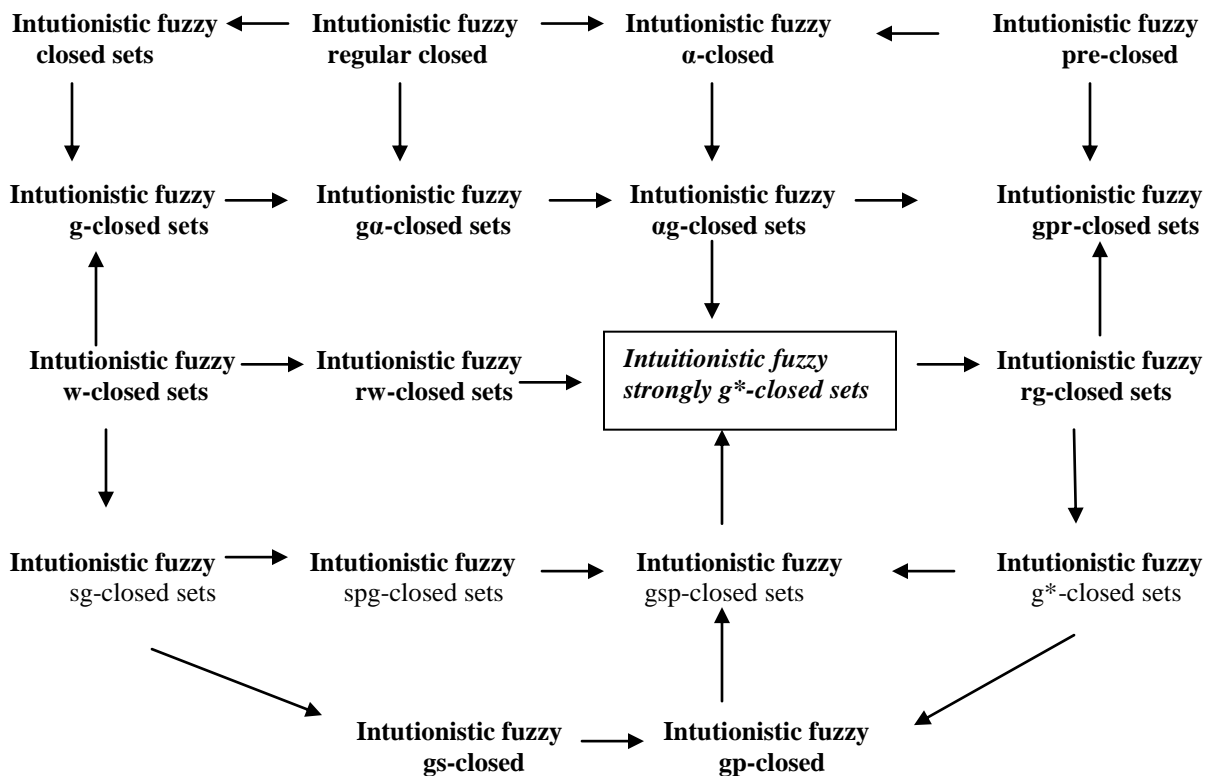 Intutionistic fuzzy
closed sets
Intutionistic fuzzy
regular closed
Intutionistic fuzzy
α-closed
Intutionistic fuzzy
pre-closed
Intutionistic fuzzy
g-closed sets
Intutionistic fuzzy
gα-closed sets
Intutionistic fuzzy
αg-closed sets
Intutionistic fuzzy
gpr-closed sets
Intutionistic fuzzy
w-closed sets
Intutionistic fuzzy
rw-closed sets
Intuitionistic fuzzy
strongly g*-closed sets
Intutionistic fuzzy
rg-closed sets
Intutionistic fuzzy
sg-closed sets
Intutionistic fuzzy
spg-closed sets
Intutionistic fuzzy
gsp-closed sets
Intutionistic fuzzy
g*-closed sets
Intutionistic fuzzy
gs-closed
Intutionistic fuzzy
gp-closed